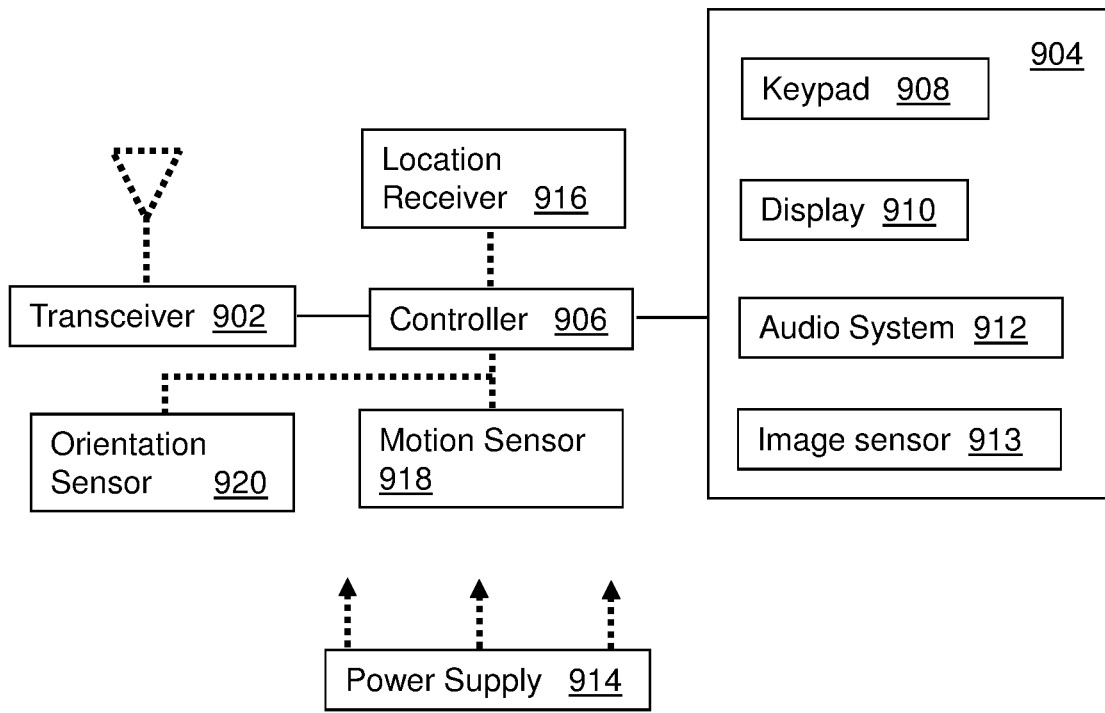 904
Keypad 908
Location
Receiver 916
Display 910
Transceiver 902
Controller 906
Audio System 912
Orientation
Sensor 920
Motion Sensor
918
Image sensor 913
Power Supply 914